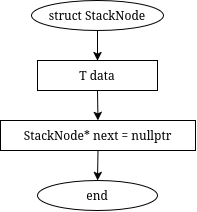 struct StackNode
T data
StackNode* next = nullptr
end